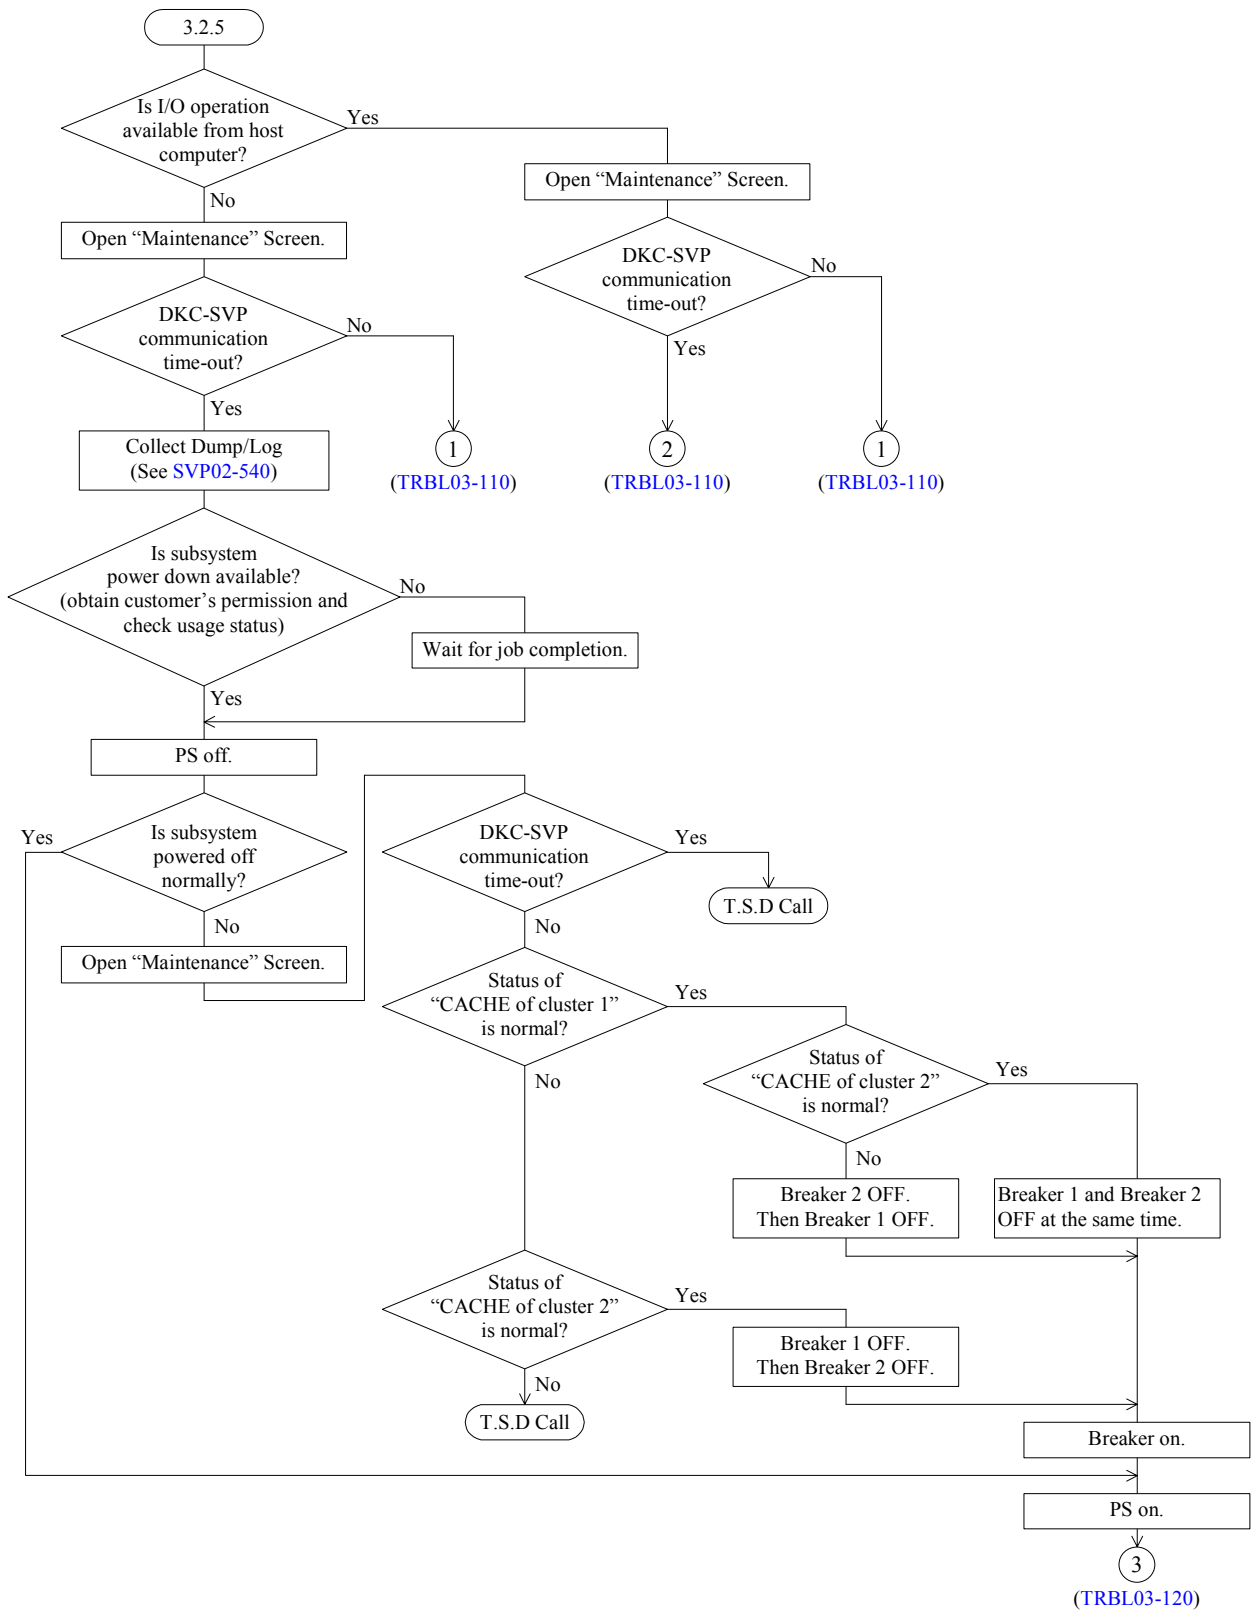 3.2.5
Is I/O operation
available from host
computer?
Yes
No
Open “Maintenance” Screen.
Open “Maintenance” Screen.
DKC-SVP
communication
time-out?
No
Yes
DKC-SVP
communication
time-out?
No
Yes
Collect Dump/Log
(See SVP02-540)
1
(TRBL03-110)
2
(TRBL03-110)
1
(TRBL03-110)
Is subsystem
power down available?
(obtain customer’s permission and
check usage status)
No
Wait for job completion.
Yes
PS off.
Is subsystem
powered off
normally?
Yes
No
Open “Maintenance” Screen.
DKC-SVP
communication
time-out?
Yes
T.S.D Call
No
Status of
“CACHE of cluster 1”
is normal?
Yes
No
Status of
“CACHE of cluster 2”
is normal?
Yes
No
Breaker 2 OFF.
Then Breaker 1 OFF.
Breaker 1 and Breaker 2
OFF at the same time.
Status of
“CACHE of cluster 2”
is normal?
Yes
Breaker 1 OFF.
Then Breaker 2 OFF.
No
T.S.D Call
Breaker on.
PS on.
3
(TRBL03-120)